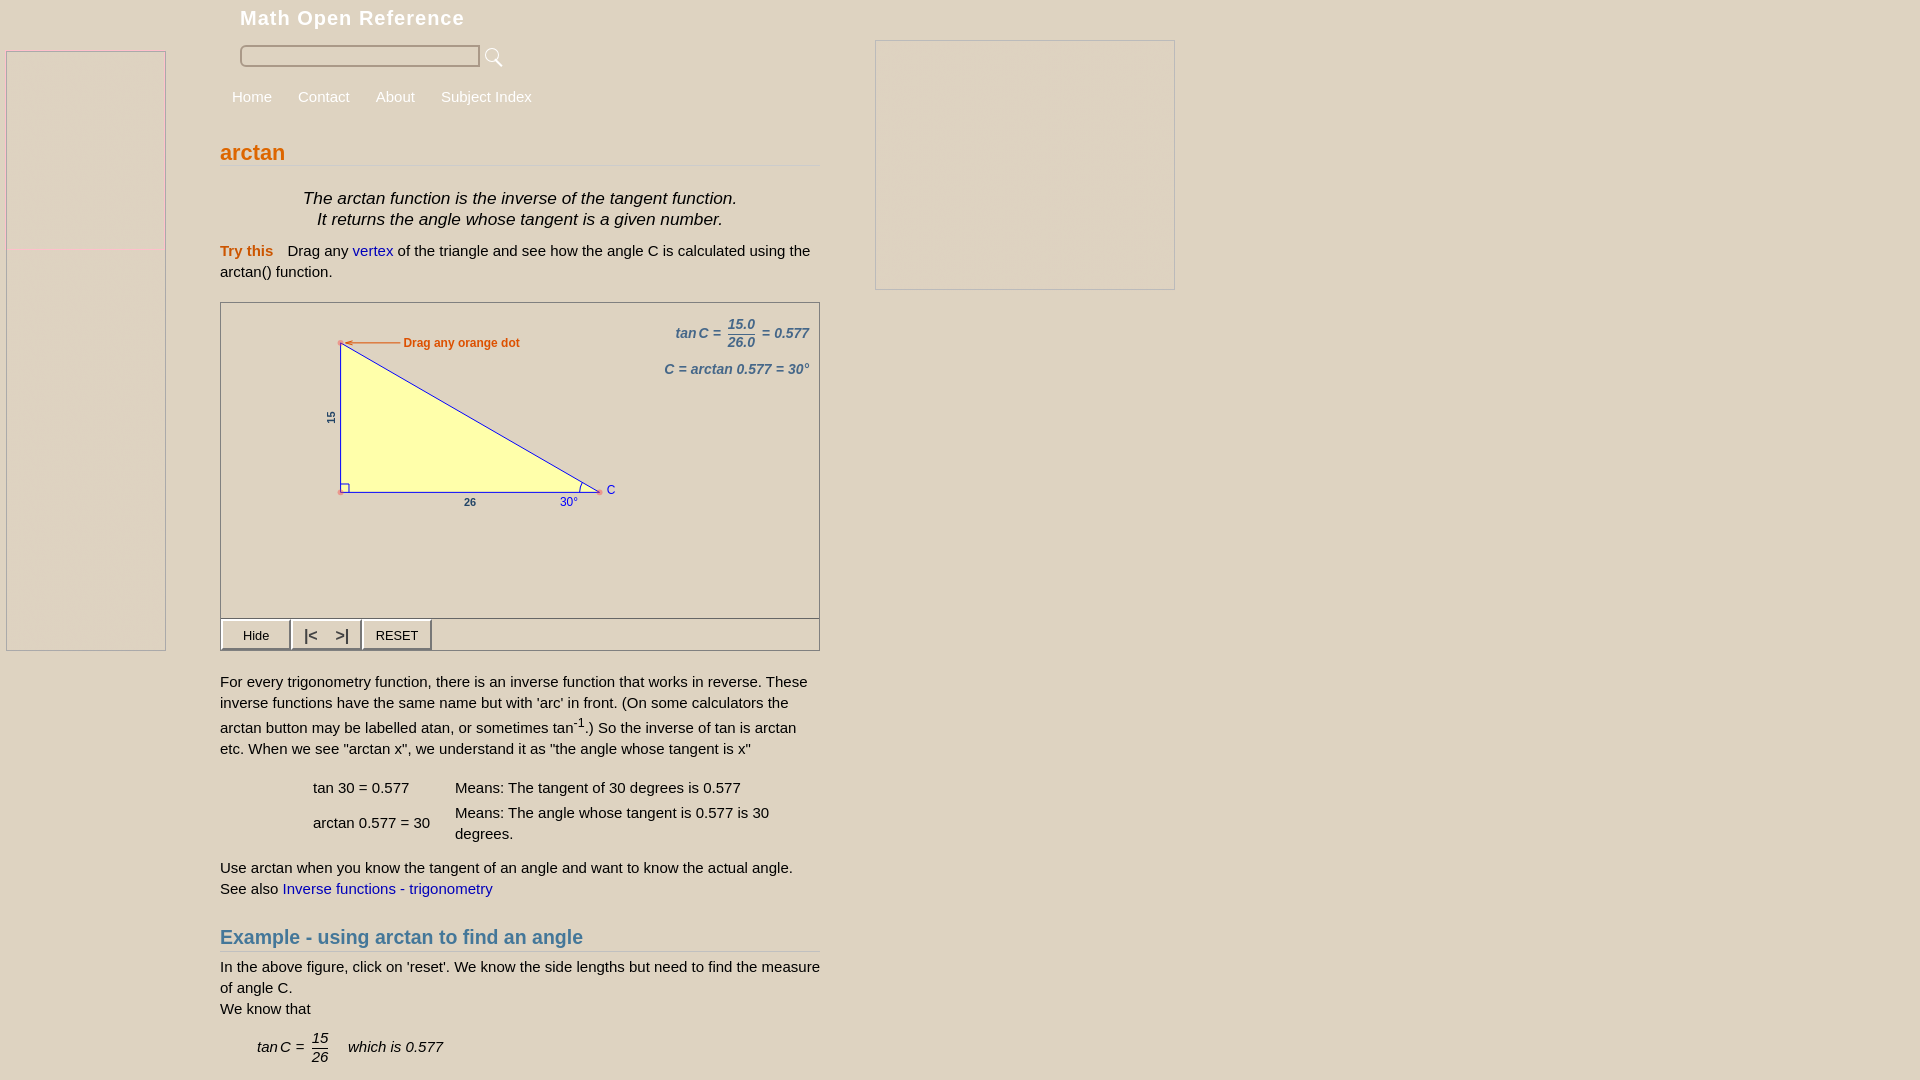 Math Open Reference
Home Contact About Subject Index
arctan
The arctan function is the inverse of the tangent function.
It returns the angle whose tangent is a given number.
Try this Drag any vertex of the triangle and see how the angle C is calculated using the
arctan() function.
tan C = 15.0/26.0 = 0.577
Drag any orange dot
C = arctan 0.577 = 30°
15
C
26
30°
Hide |< >| RESET
For every trigonometry function, there is an inverse function that works in reverse. These
inverse functions have the same name but with 'arc' in front. (On some calculators the
arctan button may be labelled atan, or sometimes tan-1.) So the inverse of tan is arctan
etc. When we see "arctan x", we understand it as "the angle whose tangent is x"
tan 30 = 0.577 Means: The tangent of 30 degrees is 0.577
arctan 0.577 = 30 Means: The angle whose tangent is 0.577 is 30
degrees.
Use arctan when you know the tangent of an angle and want to know the actual angle.
See also Inverse functions - trigonometry
Example - using arctan to find an angle
In the above figure, click on 'reset'. We know the side lengths but need to find the measure
of angle C.
We know that
tan C = 15/26 which is 0.577